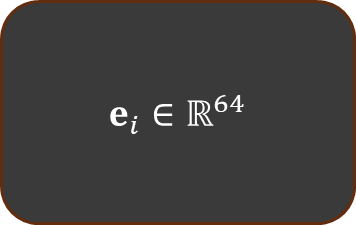 𝐞ᵢ ∈ ℝ⁶⁴